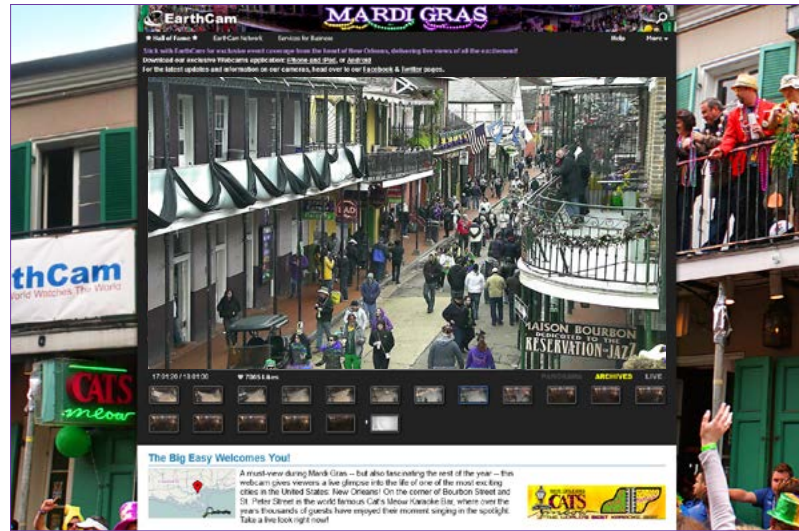 EarthCam
MARDI GRAS
Hall of Fame
EarthCam Network
Services for Business
Help
More
Stick with EarthCam for exclusive event coverage from the heart of New Orleans, delivering live views of all the excitement!
Download our exclusive Webcams application: iPhone and iPad, or Android
For the latest updates and information on our cameras, head over to our Facebook & Twitter pages.
thCam
World Watches The World
CATS
meow
MAISON BOURBON
DEDICATED TO THE
RESERVATION-JAZZ
Likes
PANORAMA
ARCHIVES
LIVE
The Big Easy Welcomes You!
A must-view during Mardi Gras -- but also fascinating the rest of the year -- this
webcam gives viewers a live glimpse into the life of one of the most exciting
cities in the United States: New Orleans! On the corner of Bourbon Street and
St. Peter Street is the world famous Cat's Meow Karaoke Bar, where over the
years thousands of guests have enjoyed their moment singing in the spotlight.
Take a live look right now!
CATS